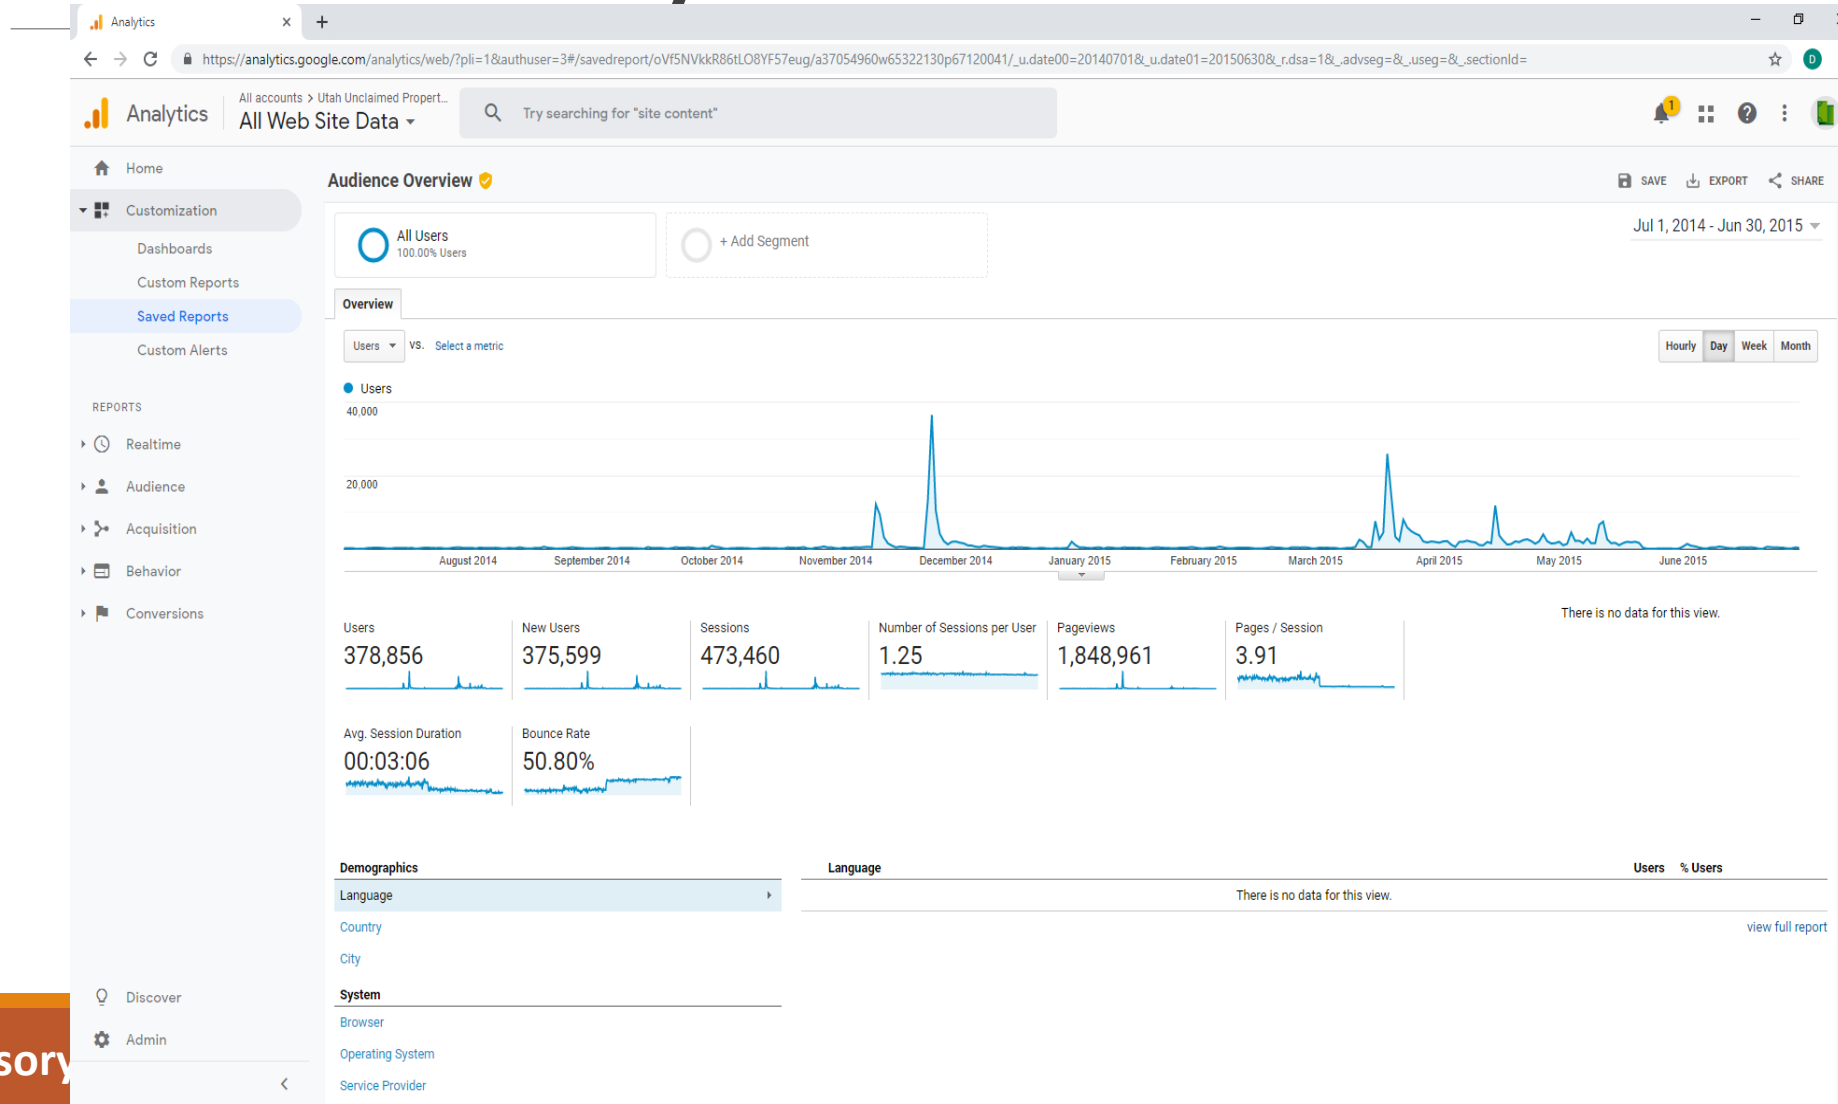 Analytics
https://analytics.google.com/analytics/web/?pli=1&authuser=3#/savedreport/oVf5NVkkR86tLO8YF57eug/a37054960w65322130p67120041/_u.date00=20140701&_u.date01=20150630&_r.dsa=1&_.advseg=&_.useg=&_.sectionId=
D
Analytics
All accounts > Utah Unclaimed Propert...
All Web Site Data
Try searching for "site content"
1
Home
Customization
Dashboards
Custom Reports
Saved Reports
Custom Alerts
REPORTS
Realtime
Audience
Acquisition
Behavior
Conversions
Discover
Admin
Audience Overview
SAVE EXPORT SHARE
All Users
100.00% Users
+ Add Segment
Jul 1, 2014 - Jun 30, 2015
Overview
Users VS. Select a metric
Hourly Day Week Month
Users
40,000
20,000
August 2014 September 2014 October 2014 November 2014 December 2014 January 2015 February 2015 March 2015 April 2015 May 2015 June 2015
There is no data for this view.
Users
378,856
New Users
375,599
Sessions
473,460
Number of Sessions per User
1.25
Pageviews
1,848,961
Pages / Session
3.91
Avg. Session Duration
00:03:06
Bounce Rate
50.80%
Demographics
Language
Country
City
System
Browser
Operating System
Service Provider
Language Users % Users
There is no data for this view.
view full report
sory